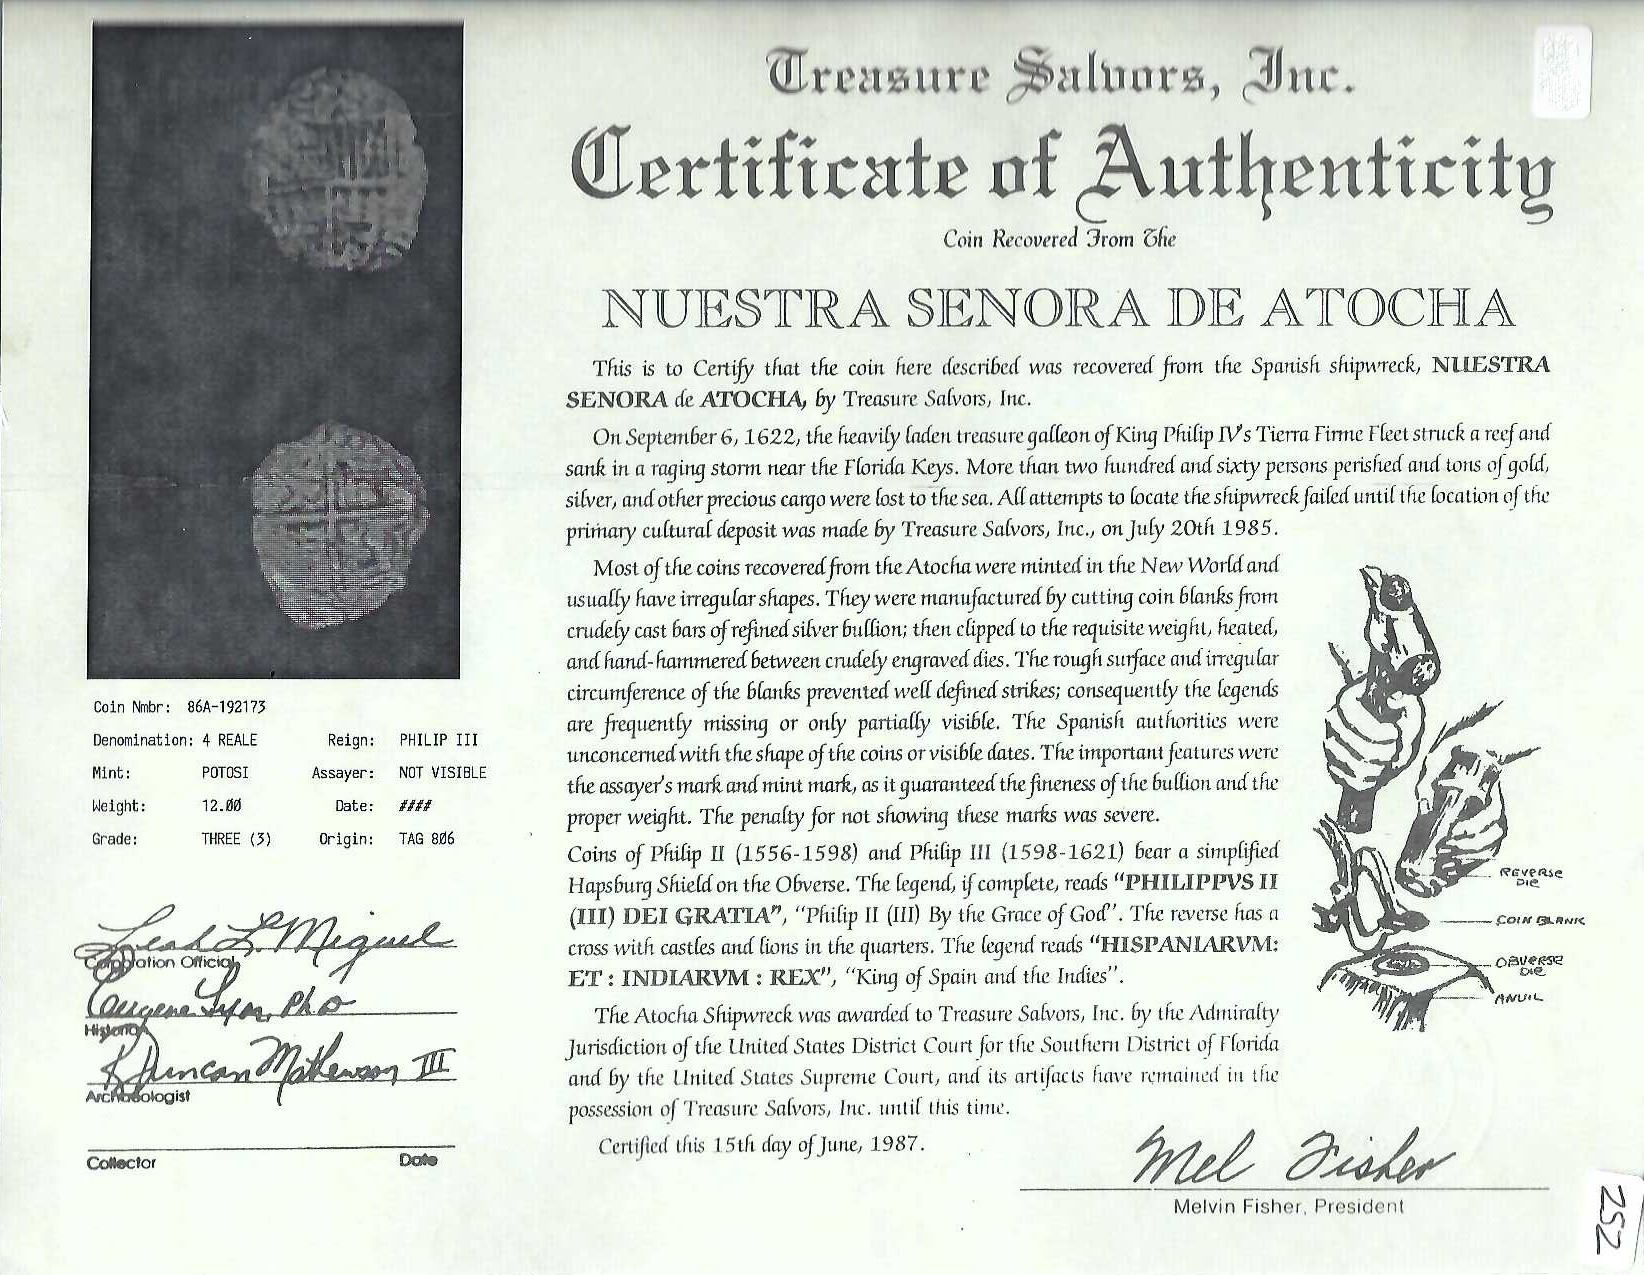 Treasure Salvors, Inc.
Certificate of Authenticity
Coin Recovered From The
NUESTRA SENORA DE ATOCHA
This is to Certify that the coin here described was recovered from the Spanish shipwreck, NUESTRA
SENORA de ATOCHA, by Treasure Salvors, Inc.
On September 6, 1622, the heavily laden treasure galleon of King Philip IV's Tierra Firme Fleet struck a reef and
sank in a raging storm near the Florida Keys. More than two hundred and sixty persons perished and tons of gold,
silver, and other precious cargo were lost to the sea. All attempts to locate the shipwreck failed until the location of the
primary cultural deposit was made by Treasure Salvors, Inc., on July 20th 1985.
Most of the coins recovered from the Atocha were minted in the New World and
usually have irregular shapes. They were manufactured by cutting coin blanks from
crudely cast bars of refined silver bullion; then clipped to the requisite weight, heated,
and hand-hammered between crudely engraved dies. The rough surface and irregular
circumference of the blanks prevented well defined strikes; consequently the legends
are frequently missing or only partially visible. The Spanish authorities were
unconcerned with the shape of the coins or visible dates. The important features were
the assayer's mark and mint mark, as it guaranteed the fineness of the bullion and the
proper weight. The penalty for not showing these marks was severe.
Coins of Philip II (1556-1598) and Philip III (1598-1621) bear a simplified
Hapsburg Shield on the Obverse. The legend, if complete, reads "PHILIPPVS II
(III) DEI GRATIA", "Philip II (III) By the Grace of God". The reverse has a
cross with castles and lions in the quarters. The legend reads "HISPANIARVM:
ET : INDIARVM : REX", "King of Spain and the Indies".
The Atocha Shipwreck was awarded to Treasure Salvors, Inc. by the Admiralty
Jurisdiction of the United States District Court for the Southern District of Florida
and by the United States Supreme Court, and its artifacts have remained in the
possession of Treasure Salvors, Inc. until this time.
Certified this 15th day of June, 1987.
REVERSE
DIE
COIN BLANK
OBVERSE
DIE
ANVIL
Mel Fisher
Melvin Fisher, President
Coin Nmbr: 86A-192173
Denomination: 4 REALE Reign: PHILIP III
Mint: POTOSI Assayer: NOT VISIBLE
Weight: 12.00 Date: ####
Grade: THREE (3) Origin: TAG 806
Leah L. Miguel
Corporation Official
Eugene Lyon, PhD
Historian
R Duncan Mathewson III
Archaeologist
Collector Date
252